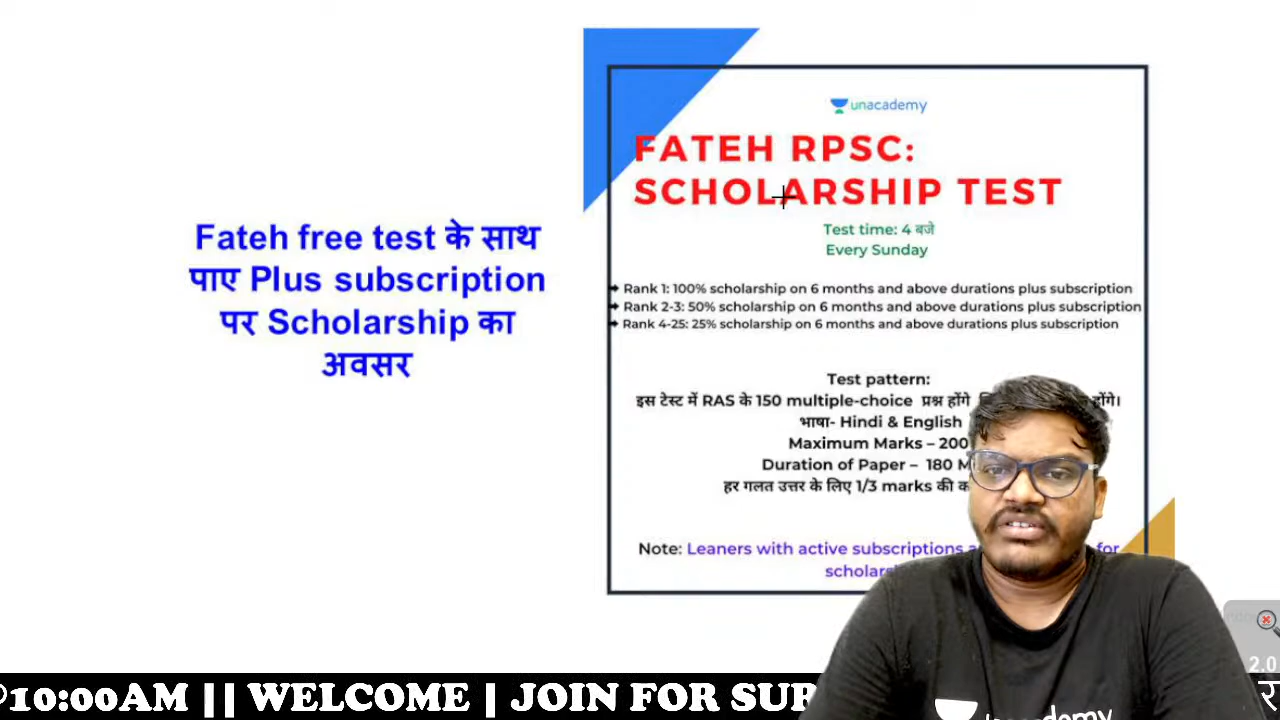 Fateh free test के साथ
पाए Plus subscription
पर Scholarship का
अवसर
unacademy
FATEH RPSC:
SCHOLARSHIP TEST
Test time: 4 बजे
Every Sunday
Rank 1: 100% scholarship on 6 months and above durations plus subscription
Rank 2-3: 50% scholarship on 6 months and above durations plus subscription
Rank 4-25: 25% scholarship on 6 months and above durations plus subscription
Test pattern:
इस टेस्ट में RAS के 150 multiple-choice प्रश्न होंगे होंगे।
भाषा- Hindi & English
Maximum Marks – 200
Duration of Paper – 180
हर गलत उत्तर के लिए 1/3 marks की
Note: Leaners with active subscriptions for
2.0
10:00AM || WELCOME | JOIN FOR